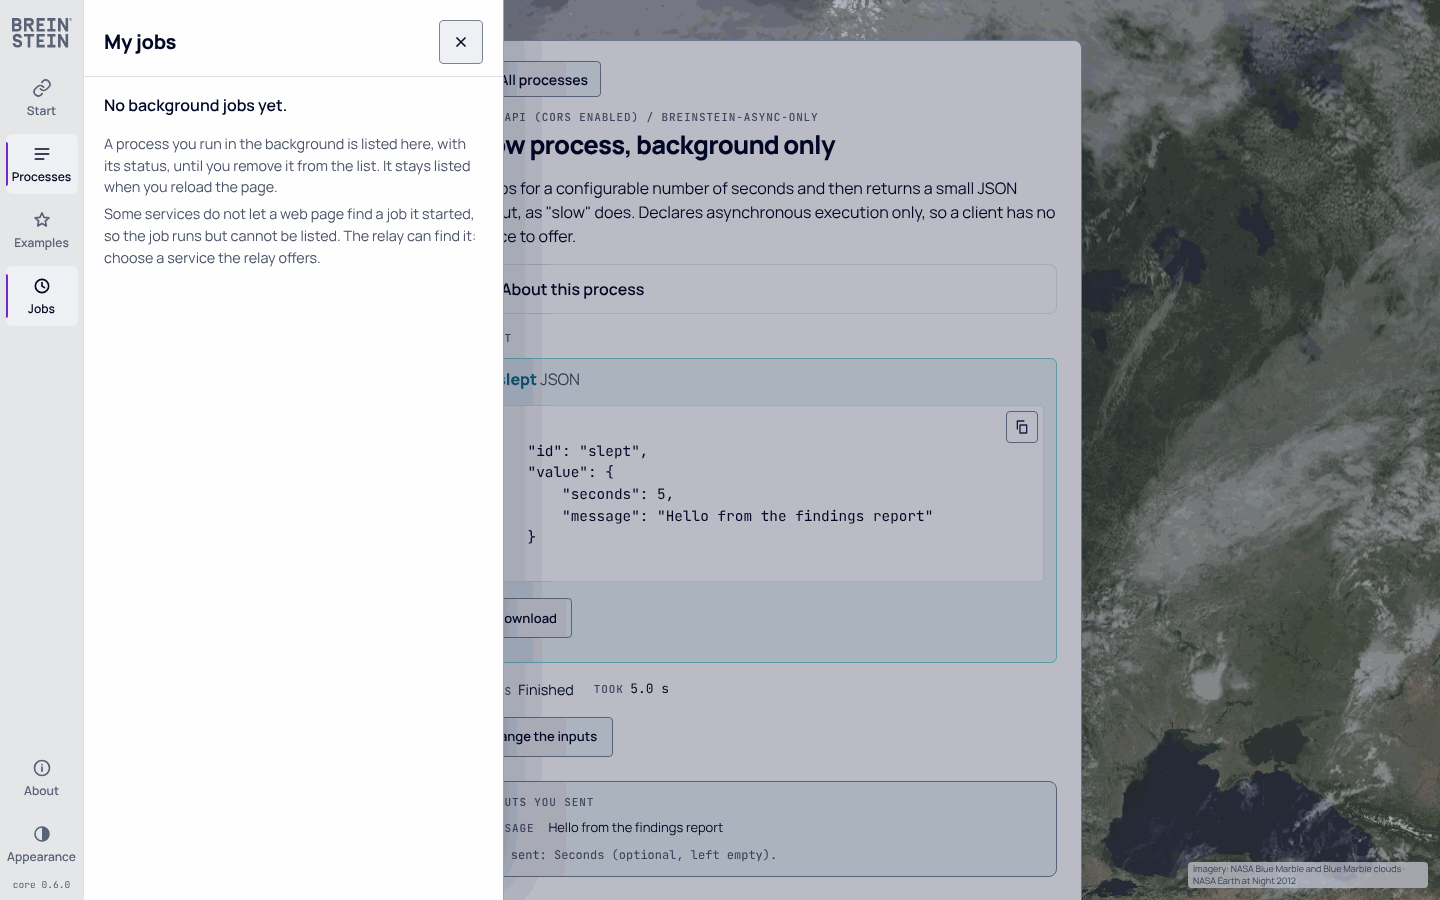 BREIN
STEIN
Start
Processes
Examples
Jobs
About
Appearance
core 0.6.0
My jobs
No background jobs yet.
A process you run in the background is listed here, with
its status, until you remove it from the list. It stays listed
when you reload the page.
Some services do not let a web page find a job it started,
so the job runs but cannot be listed. The relay can find it:
choose a service the relay offers.
All processes
API (CORS ENABLED) / BREINSTEIN-ASYNC-ONLY
ow process, background only
ps for a configurable number of seconds and then returns a small JSON
ut, as "slow" does. Declares asynchronous execution only, so a client has no
ce to offer.
About this process
T
slept JSON
"id": "slept",
"value": {
"seconds": 5,
"message": "Hello from the findings report"
}
ownload
S Finished TOOK 5.0 s
ange the inputs
UTS YOU SENT
SAGE Hello from the findings report
sent: Seconds (optional, left empty).
Imagery: NASA Blue Marble and Blue Marble clouds ·
NASA Earth at Night 2012